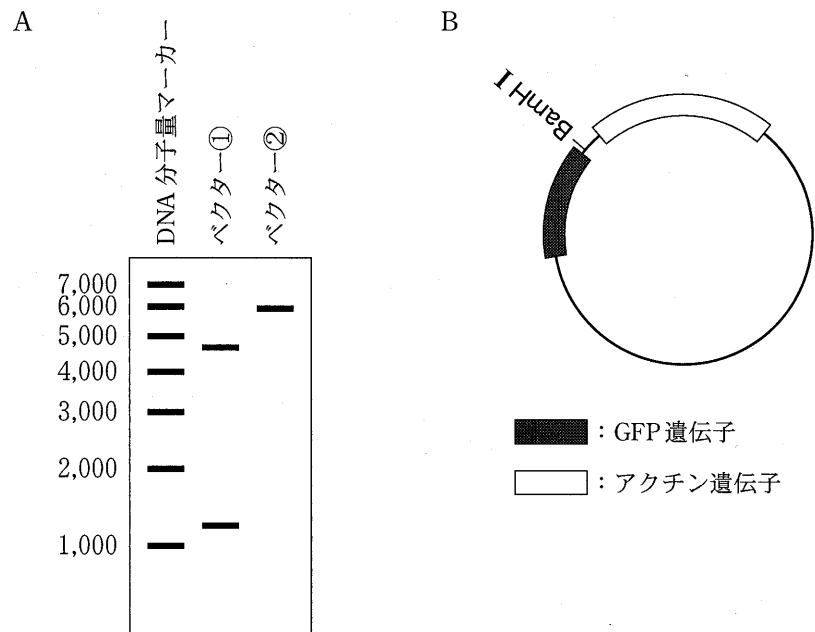 A
DNA分子量マーカー
ベクター①
ベクター②
7,000
6,000
5,000
4,000
3,000
2,000
1,000
B
BamH I
：GFP遺伝子
：アクチン遺伝子